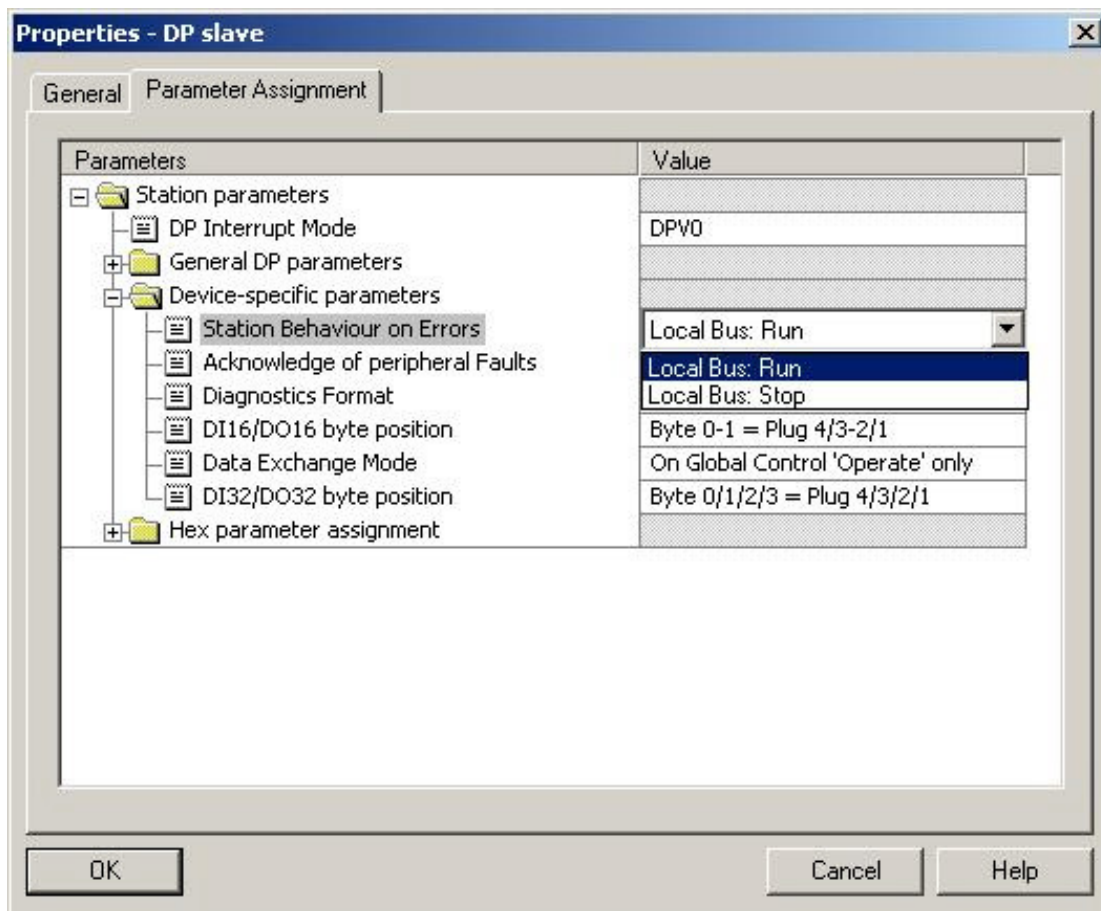 Properties - DP slave
General Parameter Assignment
Parameters Value
Station parameters
DP Interrupt Mode DPV0
General DP parameters
Device-specific parameters
Station Behaviour on Errors Local Bus: Run
Acknowledge of peripheral Faults Local Bus: Run
Diagnostics Format Local Bus: Stop
DI16/DO16 byte position Byte 0-1 = Plug 4/3-2/1
Data Exchange Mode On Global Control 'Operate' only
DI32/DO32 byte position Byte 0/1/2/3 = Plug 4/3/2/1
Hex parameter assignment
OK Cancel Help